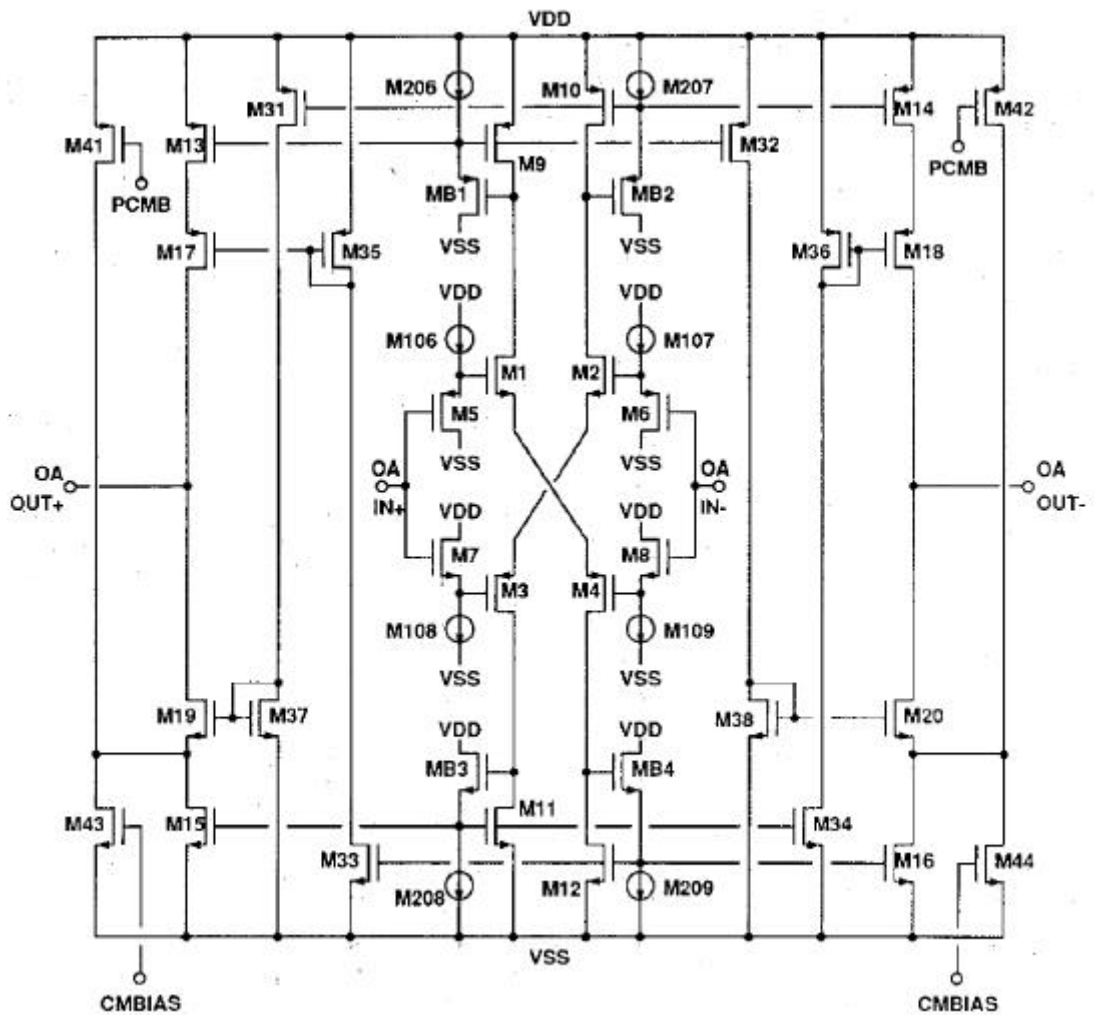 VDD
M206
M10
M207
M31
M14
M42
M41
M13
M9
M32
PCMB
MB1
MB2
PCMB
VSS
VSS
M17
M35
M36
M18
VDD
VDD
M106
M107
M1
M2
M5
M6
VSS
VSS
OA
OUT+
OA
IN+
OA
IN-
OA
OUT-
VDD
VDD
M7
M8
M3
M4
M108
M109
VSS
VSS
M19
M37
M38
M20
VDD
VDD
MB3
MB4
M43
M15
M11
M34
M33
M12
M16
M44
M208
M209
VSS
CMBIAS
CMBIAS